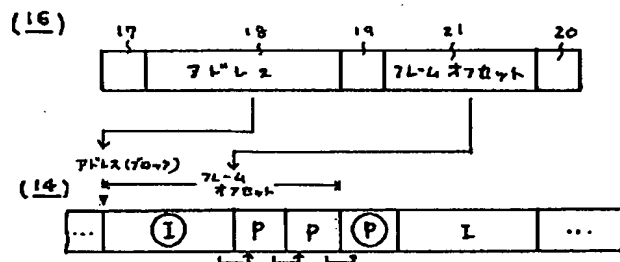 (16)
17 18 19 21 20
アドレス フレームオフセット
アドレス(ブロック)
フレーム
オフセット
(14)
... I P P P I ...